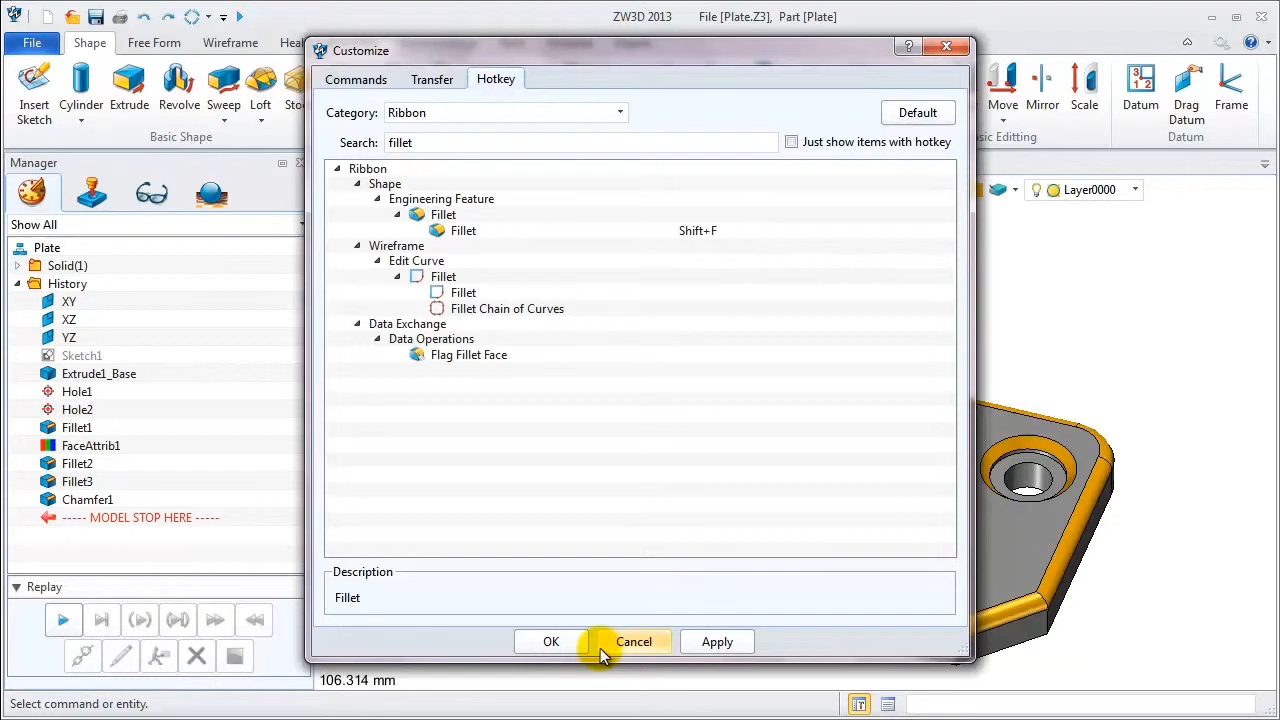 ZW3D 2013 File [Plate.Z3], Part [Plate]
File Shape Free Form Wireframe Heal
Insert Sketch
Cylinder
Extrude
Revolve
Sweep
Loft
Move
Mirror
Scale
Datum
Drag Datum
Frame
Basic Shape
Datum
Manager
Show All
Plate
Solid(1)
History
XY
XZ
YZ
Sketch1
Extrude1_Base
Hole1
Hole2
Fillet1
FaceAttrib1
Fillet2
Fillet3
Chamfer1
----- MODEL STOP HERE -----
Replay
Customize
Commands Transfer Hotkey
Category: Ribbon Default
Search: fillet Just show items with hotkey
Ribbon
Shape
Engineering Feature
Fillet
Fillet Shift+F
Wireframe
Edit Curve
Fillet
Fillet
Fillet Chain of Curves
Data Exchange
Data Operations
Flag Fillet Face
Description
Fillet
OK Cancel Apply
Layer0000
106.314 mm
Select command or entity.